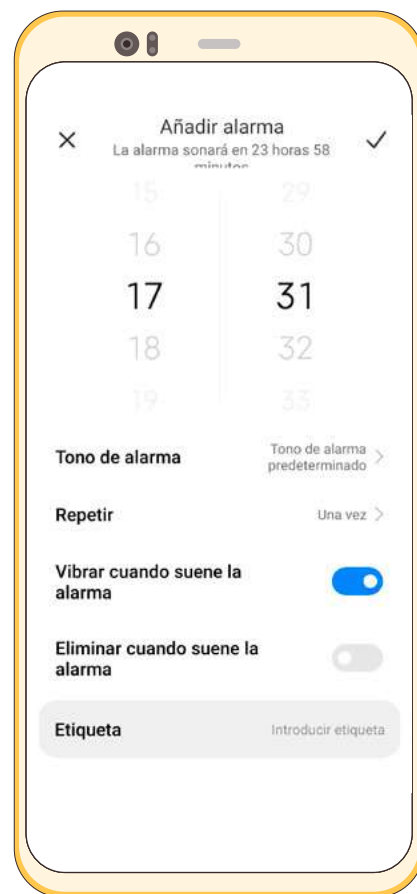 Añadir alarma
La alarma sonará en 23 horas 58
minutos
15 29
16 30
17 31
18 32
19 33
Tono de alarma Tono de alarma
predeterminado
Repetir Una vez
Vibrar cuando suene la
alarma
Eliminar cuando suene la
alarma
Etiqueta Introducir etiqueta